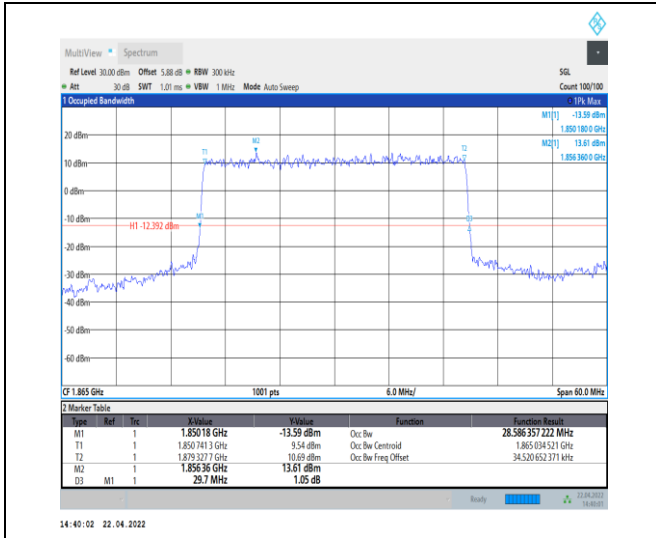 MultiView Spectrum
Ref Level 30.00 dBm Offset 5.88 dB RBW 300 kHz SGL
Att 30 dB SWT 1.01 ms VBW 1 MHz Mode Auto Sweep Count 100/100
1 Occupied Bandwidth 1Pk Max
M1[1] -13.59 dBm
1.850 180 0 GHz
M2[1] 13.61 dBm
1.856 360 0 GHz
20 dBm
M2
T1
T2
10 dBm
0 dBm
-10 dBm
M1
D3
H1 -12.392 dBm
-20 dBm
-30 dBm
-40 dBm
-50 dBm
-60 dBm
CF 1.865 GHz 1001 pts 6.0 MHz/ Span 60.0 MHz
2 Marker Table
Type Ref Trc X-Value Y-Value Function Function Result
M1 1 1.85018 GHz -13.59 dBm Occ Bw 28.586 357 222 MHz
T1 1 1.850 741 3 GHz 9.54 dBm Occ Bw Centroid 1.865 034 521 GHz
T2 1 1.879 327 7 GHz 10.69 dBm Occ Bw Freq Offset 34.520 652 371 kHz
M2 1 1.856 36 GHz 13.61 dBm
D3 M1 1 29.7 MHz 1.05 dB
Ready 22.04.2022
14:40:01
14:40:02 22.04.2022